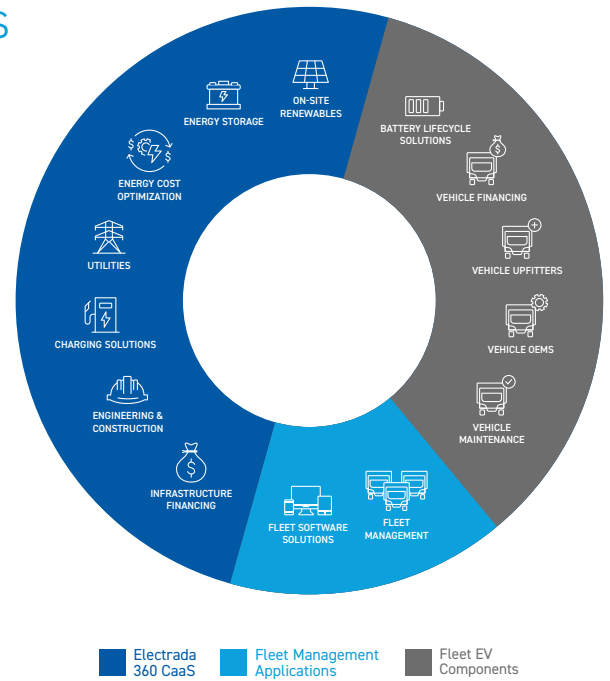 S
ON-SITE
RENEWABLES
ENERGY STORAGE
ENERGY COST
OPTIMIZATION
UTILITIES
CHARGING SOLUTIONS
ENGINEERING &
CONSTRUCTION
INFRASTRUCTURE
FINANCING
BATTERY LIFECYCLE
SOLUTIONS
VEHICLE FINANCING
VEHICLE UPFITTERS
VEHICLE OEMS
VEHICLE
MAINTENANCE
FLEET
MANAGEMENT
FLEET SOFTWARE
SOLUTIONS
Electrada
360 CaaS
Fleet Management
Applications
Fleet EV
Components